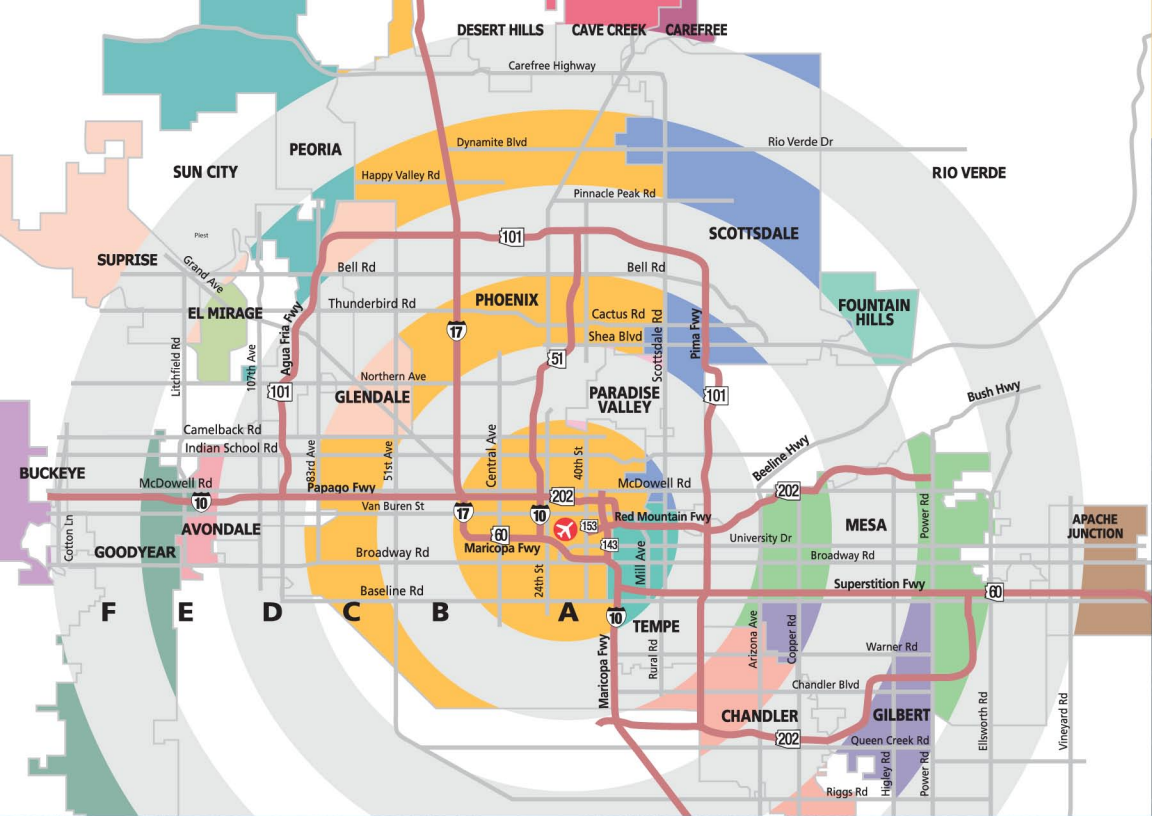 DESERT HILLS
CAVE CREEK
CAREFREE
Carefree Highway
PEORIA
Dynamite Blvd
Rio Verde Dr
SUN CITY
Happy Valley Rd
RIO VERDE
Pinnacle Peak Rd
Plest
101
SCOTTSDALE
SUPRISE
Grand Ave
Bell Rd
Bell Rd
Thunderbird Rd
PHOENIX
FOUNTAIN
HILLS
EL MIRAGE
Agua Fria Fwy
Cactus Rd
17
Shea Blvd
Scottsdale Rd
Pima Fwy
Litchfield Rd
107th Ave
51
Northern Ave
101
GLENDALE
PARADISE
VALLEY
101
Bush Hwy
Camelback Rd
Indian School Rd
83rd Ave
51st Ave
Central Ave
40th St
Beeline Hwy
BUCKEYE
McDowell Rd
Papago Fwy
McDowell Rd
202
202
10
Van Buren St
17
10
153
Red Mountain Fwy
Power Rd
MESA
APACHE
JUNCTION
Cotton Ln
AVONDALE
GOODYEAR
60
Maricopa Fwy
143
University Dr
Broadway Rd
Mill Ave
Broadway Rd
Baseline Rd
24th St
Superstition Fwy
60
F
E
D
C
B
A
10
TEMPE
Maricopa Fwy
Rural Rd
Arizona Ave
Copper Rd
Warner Rd
Chandler Blvd
CHANDLER
GILBERT
202
Queen Creek Rd
Ellsworth Rd
Vineyard Rd
Higley Rd
Power Rd
Riggs Rd